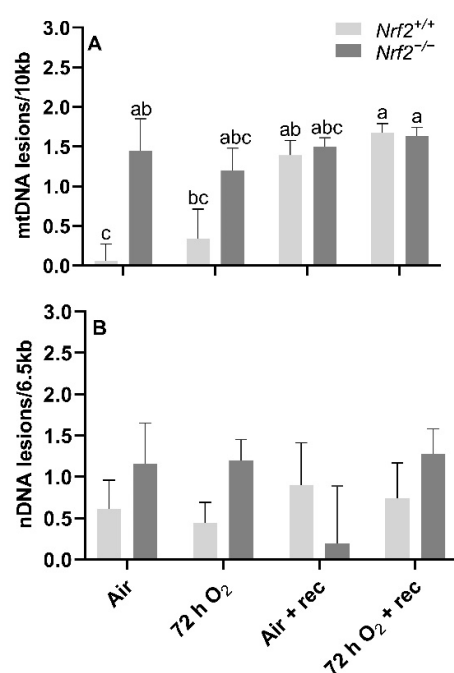 A
Nrf2+/+
Nrf2−/−
mtDNA lesions/10kb
3.0
2.5
2.0
1.5
1.0
0.5
0.0
c
ab
bc
abc
ab
abc
a
a
B
nDNA lesions/6.5kb
3.0
2.5
2.0
1.5
1.0
0.5
0.0
Air
72 h O2
Air + rec
72 h O2 + rec